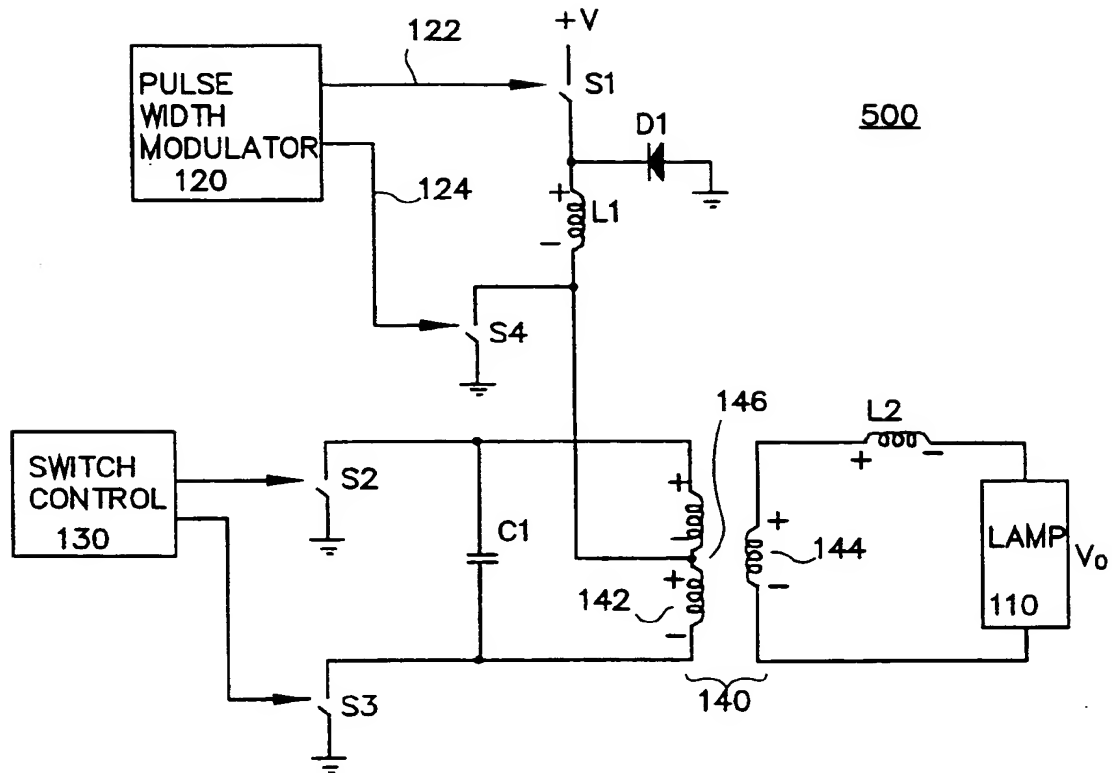 122
+V
PULSE
WIDTH
MODULATOR
120
S1
500
D1
124
+
L1
−
S4
146
L2
+
−
SWITCH
CONTROL
130
S2
C1
+
−
+
142
−
+
144
−
LAMP
110
Vo
S3
140